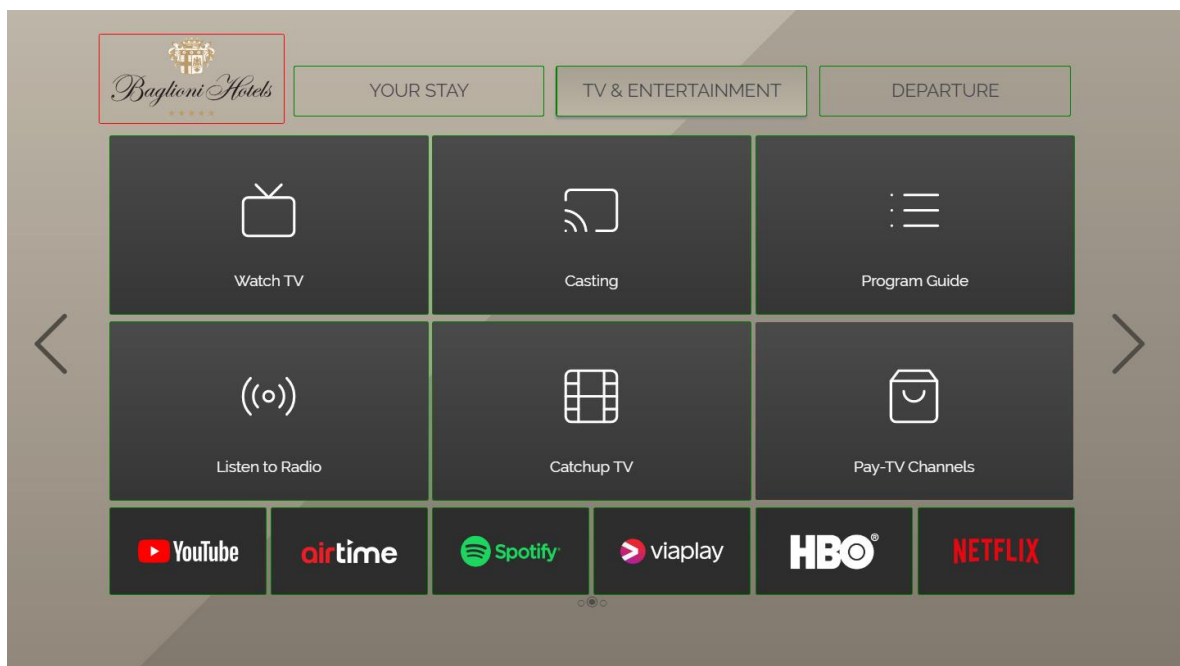 Baglioni Hotels
YOUR STAY
TV & ENTERTAINMENT
DEPARTURE
Watch TV
Casting
Program Guide
Listen to Radio
Catchup TV
Pay-TV Channels
YouTube
airtime
Spotify
viaplay
HBO®
NETFLIX